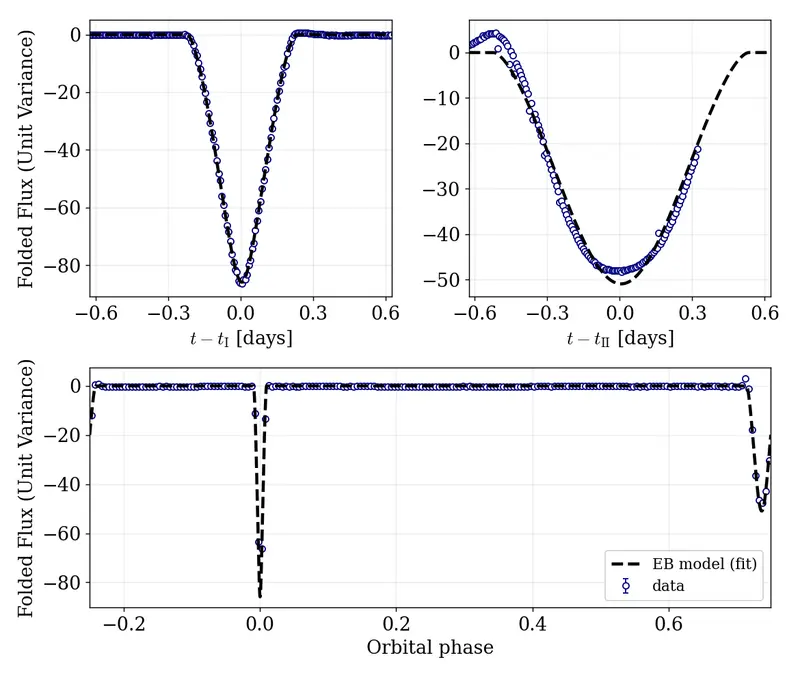 Folded Flux (Unit Variance)
0
−20
−40
−60
−80
−0.6 −0.3 0.0 0.3 0.6
t − tI [days]
0
−10
−20
−30
−40
−50
−0.6 −0.3 0.0 0.3 0.6
t − tII [days]
Folded Flux (Unit Variance)
0
−20
−40
−60
−80
−0.2 0.0 0.2 0.4 0.6
Orbital phase
EB model (fit)
data